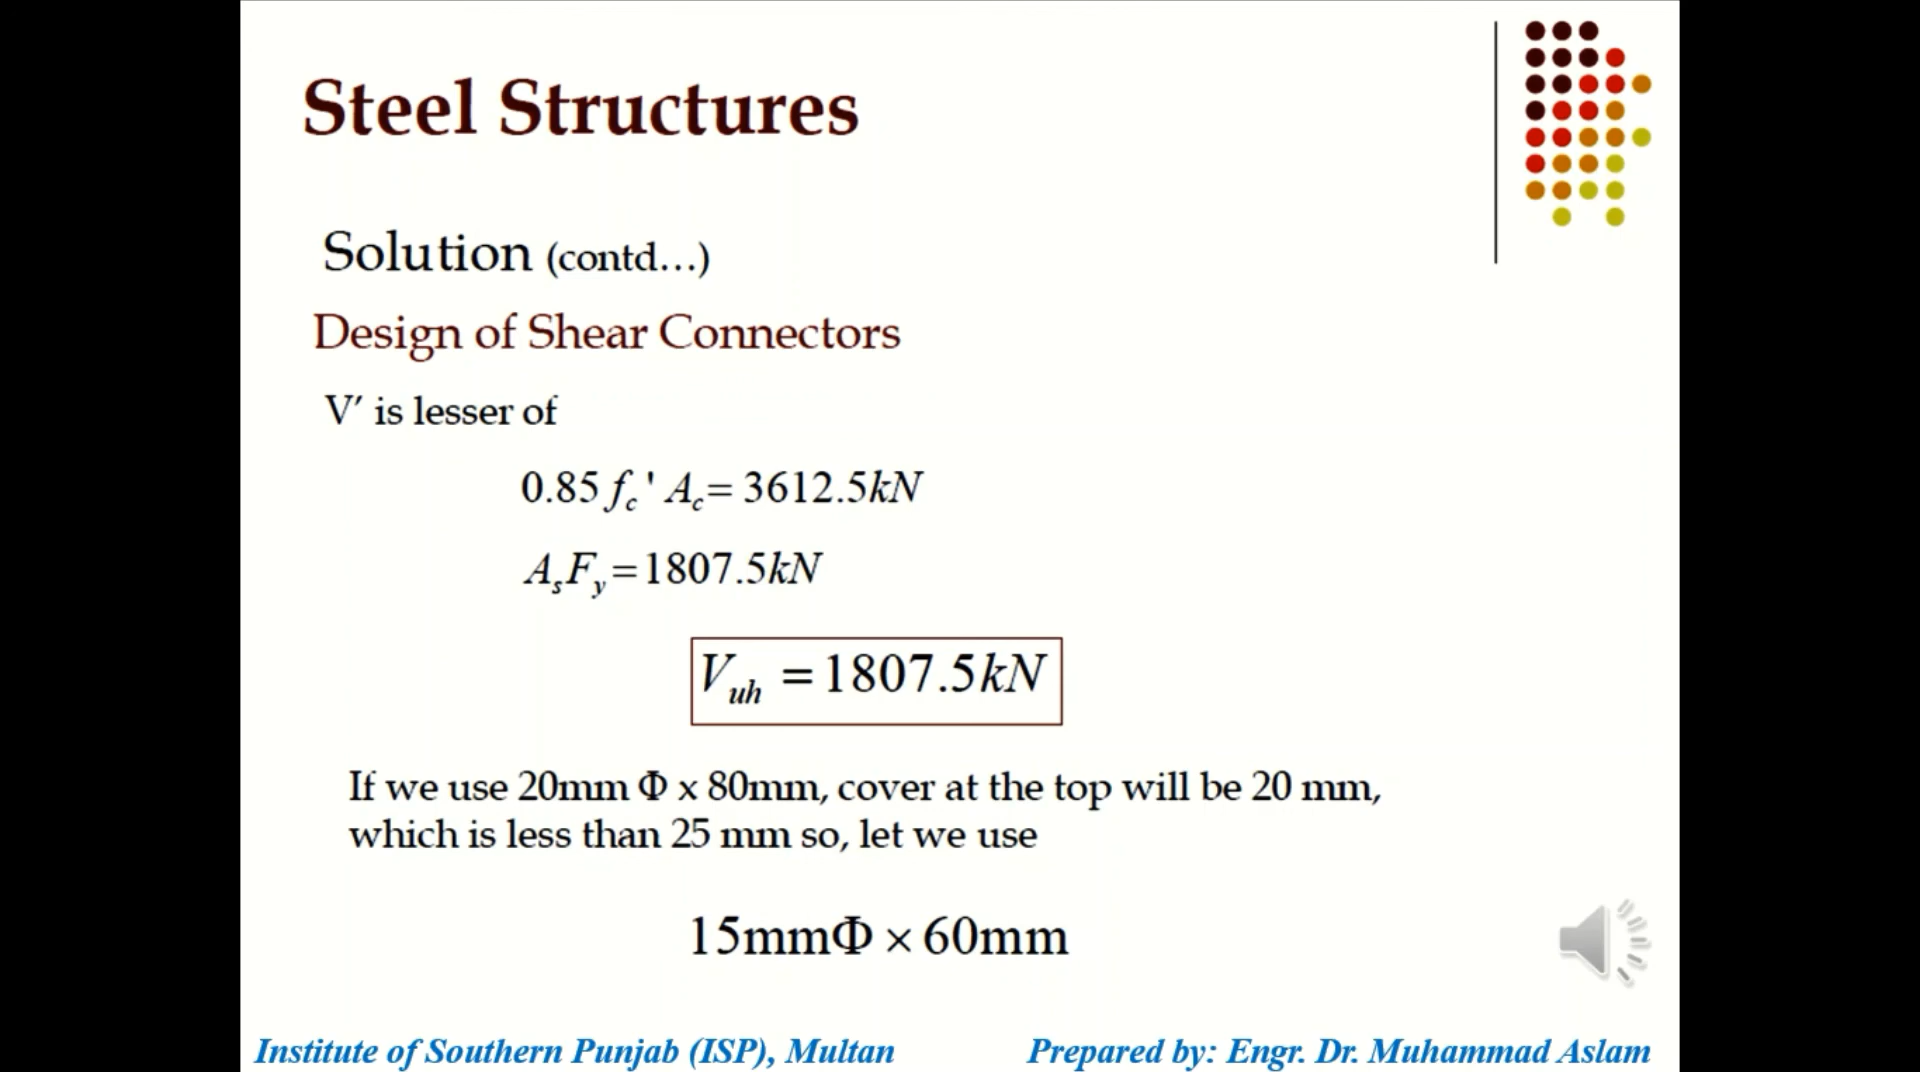 Steel Structures
Solution (contd...)
Design of Shear Connectors
V′ is lesser of
0.85 f_c' A_c = 3612.5kN
A_s F_y = 1807.5kN
V_uh = 1807.5kN
If we use 20mm Φ x 80mm, cover at the top will be 20 mm,
which is less than 25 mm so, let we use
15mmΦ × 60mm
Institute of Southern Punjab (ISP), Multan
Prepared by: Engr. Dr. Muhammad Aslam